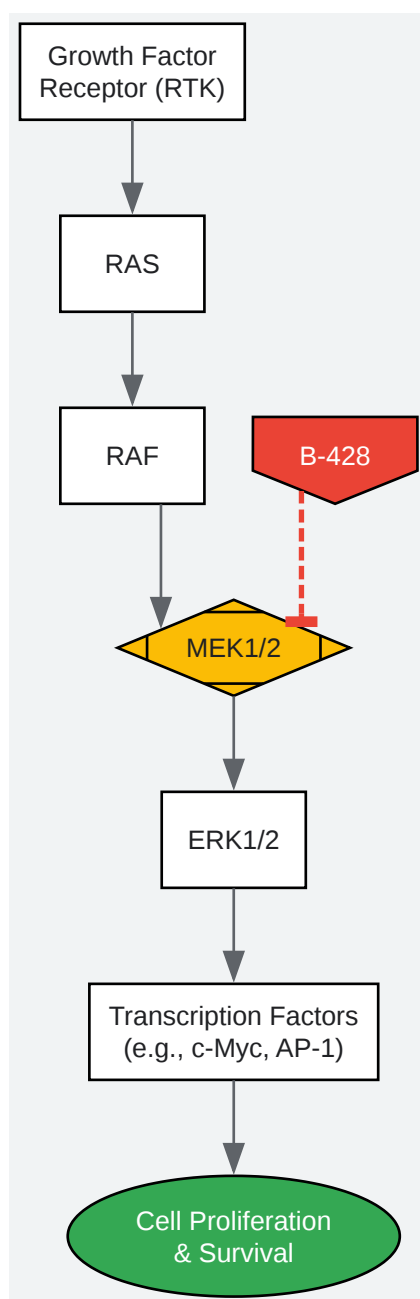 Growth Factor
Receptor (RTK)
RAS
RAF
B-428
MEK1/2
ERK1/2
Transcription Factors
(e.g., c-Myc, AP-1)
Cell Proliferation
& Survival